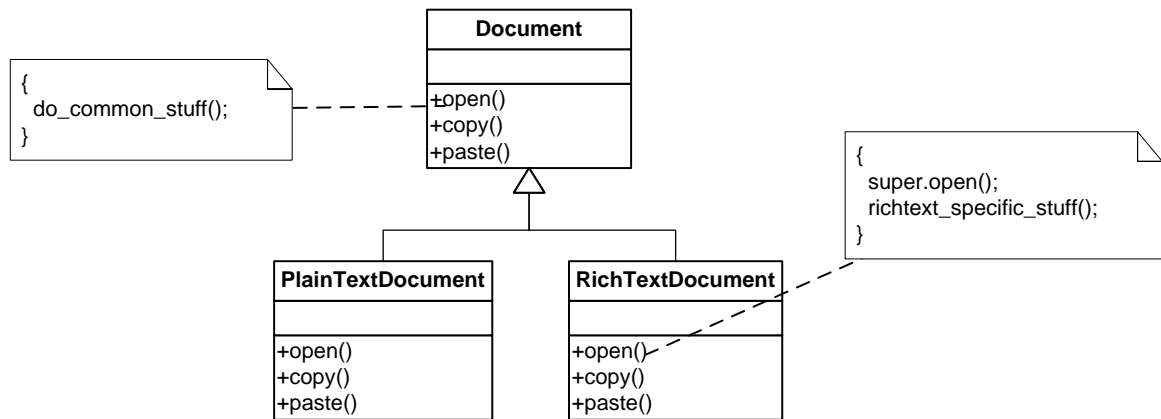 Document
{
do_common_stuff();
}
+open()
+copy()
+paste()
{
super.open();
richtext_specific_stuff();
}
PlainTextDocument
+open()
+copy()
+paste()
RichTextDocument
+open()
+copy()
+paste()